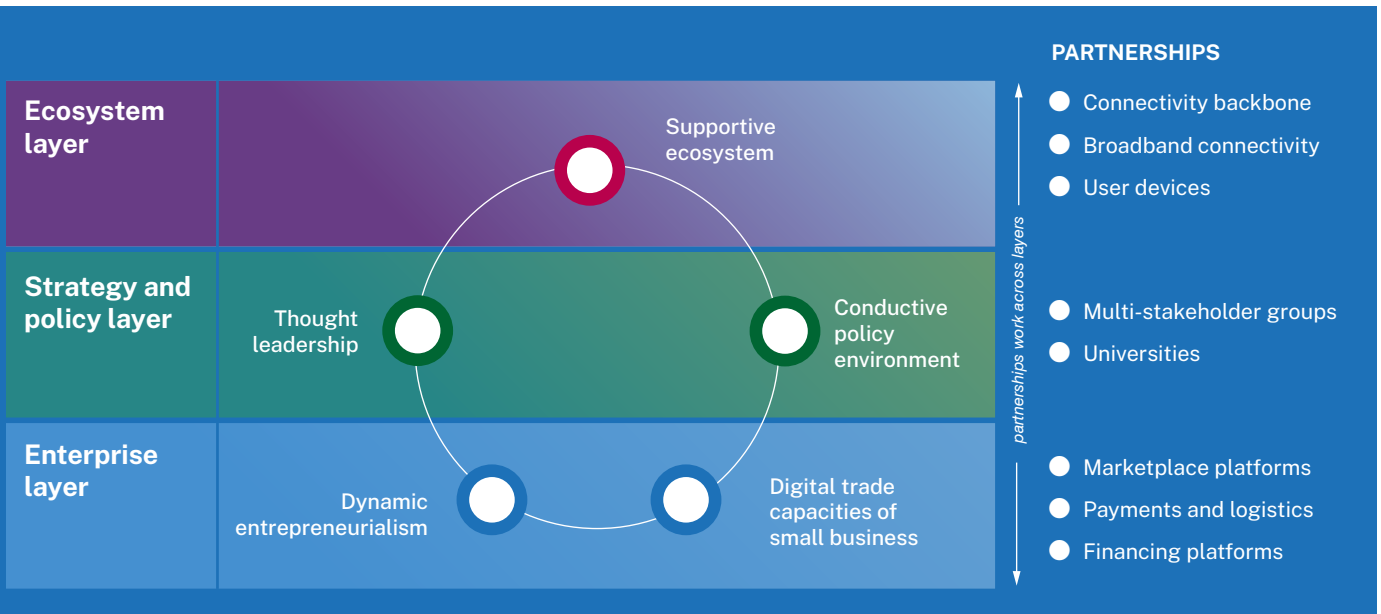 Ecosystem
layer
Supportive
ecosystem
Strategy and
policy layer
Thought
leadership
Conductive
policy
environment
Enterprise
layer
Dynamic
entrepreneurialism
Digital trade
capacities of
small business
partnerships work across layers
PARTNERSHIPS
Connectivity backbone
Broadband connectivity
User devices
Multi-stakeholder groups
Universities
Marketplace platforms
Payments and logistics
Financing platforms